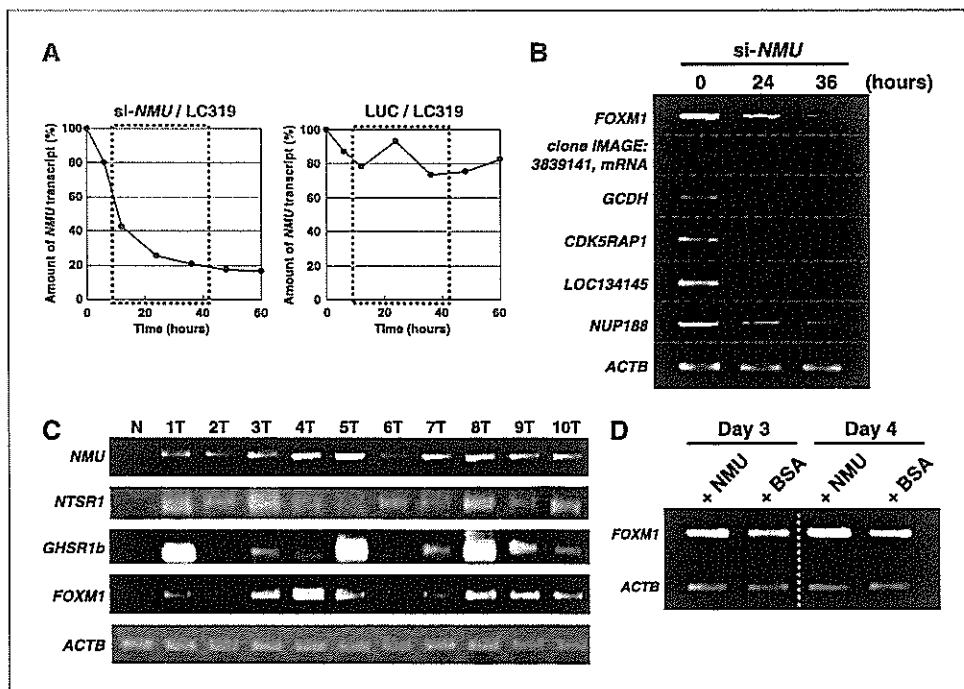 A
si-NMU / LC319
Amount of NMU transcript (%)
100
80
60
40
20
0
0 20 40 60
Time (hours)
LUC / LC319
Amount of NMU transcript (%)
100
80
60
40
20
0
0 20 40 60
Time (hours)
B
si-NMU
0 24 36 (hours)
FOXM1
clone IMAGE:
3839141, mRNA
GCDH
CDK5RAP1
LOC134145
NUP188
ACTB
C
N 1T 2T 3T 4T 5T 6T 7T 8T 9T 10T
NMU
NTSR1
GHSR1b
FOXM1
ACTB
D
Day 3 Day 4
+ NMU + BSA + NMU + BSA
FOXM1
ACTB